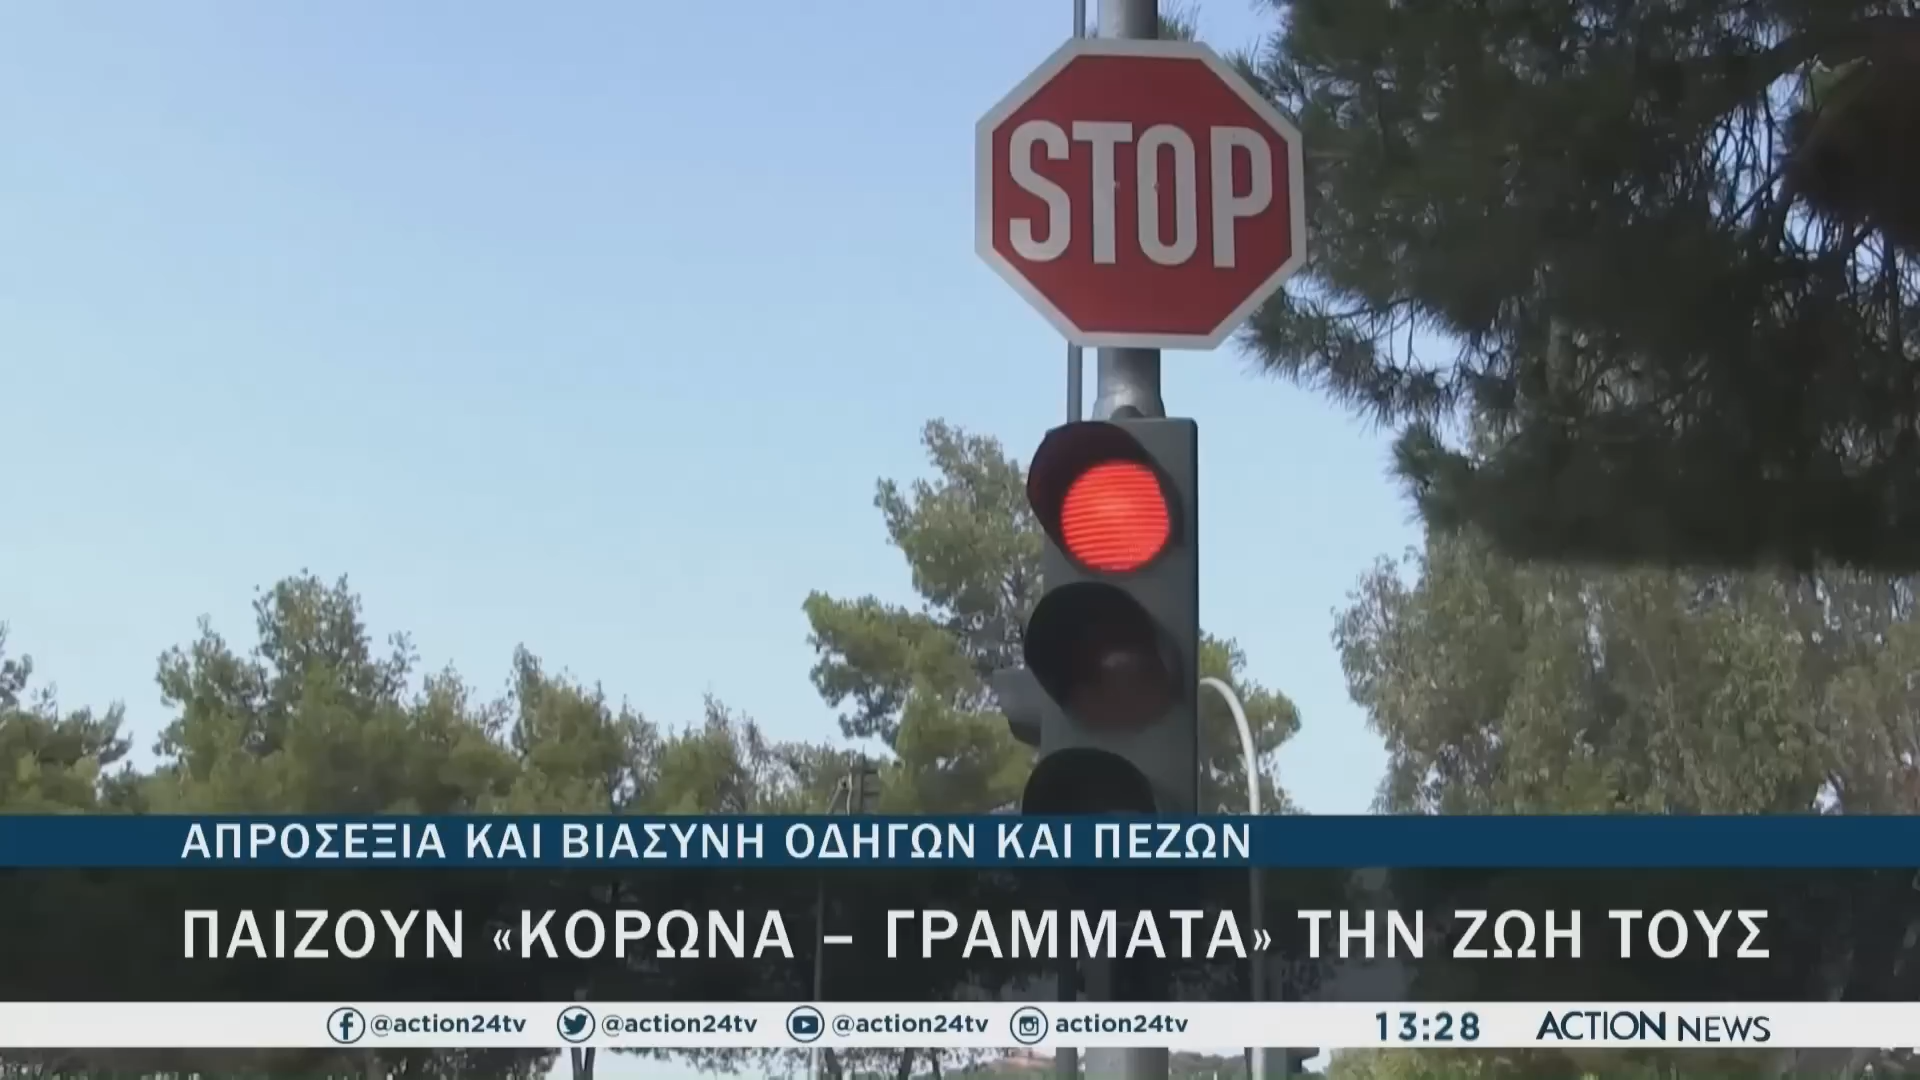 STOP
ΑΠΡΟΣΕΞΙΑ ΚΑΙ ΒΙΑΣΥΝΗ ΟΔΗΓΩΝ ΚΑΙ ΠΕΖΩΝ
ΠΑΙΖΟΥΝ «ΚΟΡΩΝΑ – ΓΡΑΜΜΑΤΑ» ΤΗΝ ΖΩΗ ΤΟΥΣ
@action24tv @action24tv @action24tv action24tv 13:28 ACTION NEWS